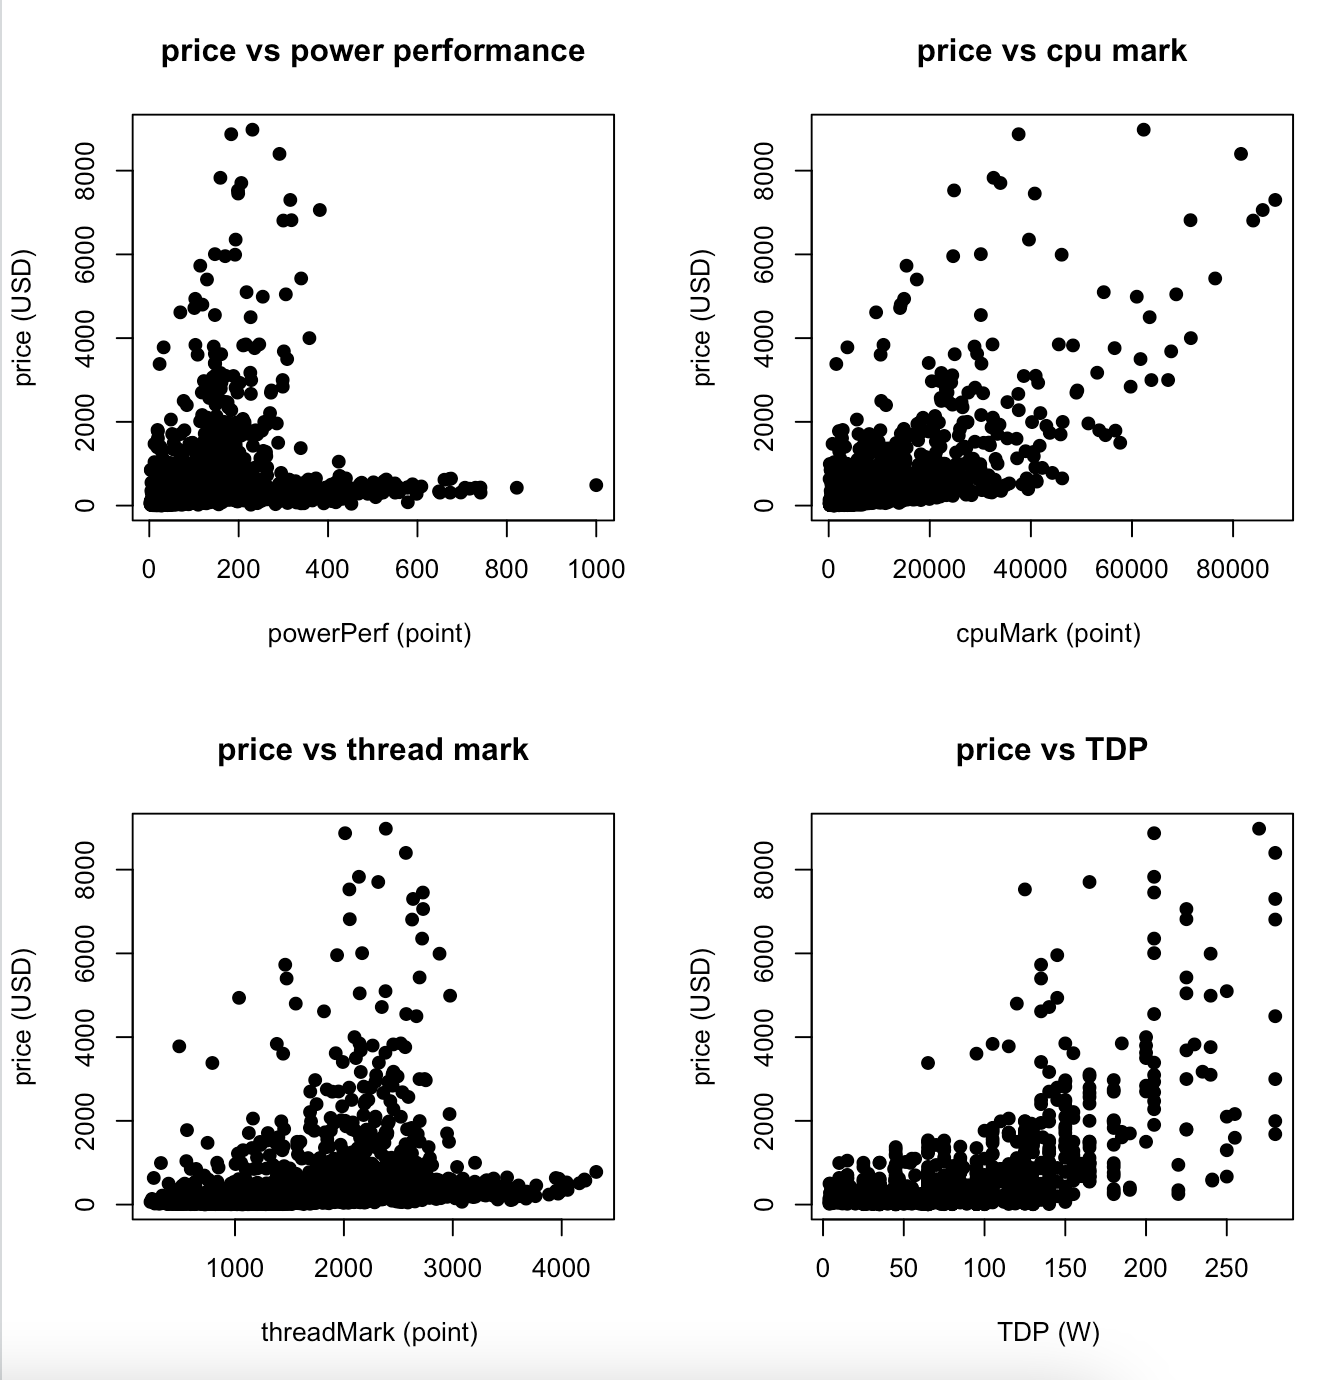 price vs power performance
price (USD)
0 2000 4000 6000 8000
0 200 400 600 800 1000
powerPerf (point)
price vs cpu mark
price (USD)
0 2000 4000 6000 8000
0 20000 40000 60000 80000
cpuMark (point)
price vs thread mark
price (USD)
0 2000 4000 6000 8000
1000 2000 3000 4000
threadMark (point)
price vs TDP
price (USD)
0 2000 4000 6000 8000
0 50 100 150 200 250
TDP (W)